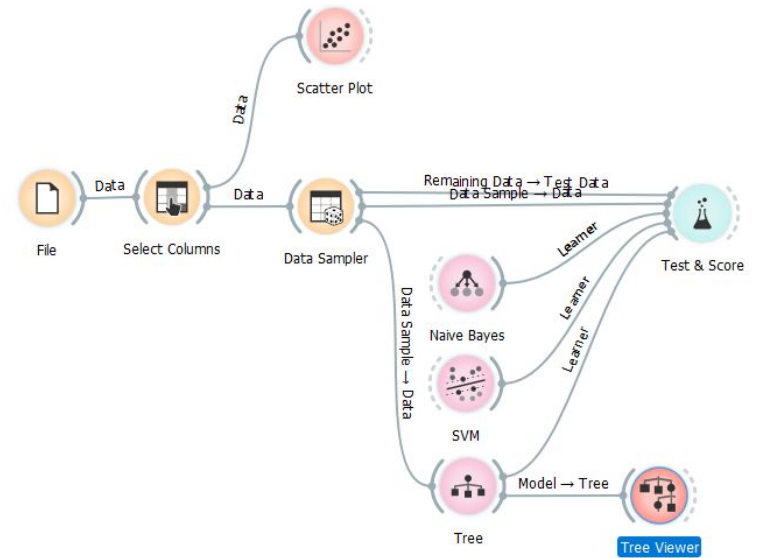 Scatter Plot
Data
Data
File
Select Columns
Data
Data Sampler
Remaining Data → Test Data
Data Sample → Data
Test & Score
Learner
Naive Bayes
Learner
SVM
Learner
Data Sample → Data
Tree
Model → Tree
Tree Viewer